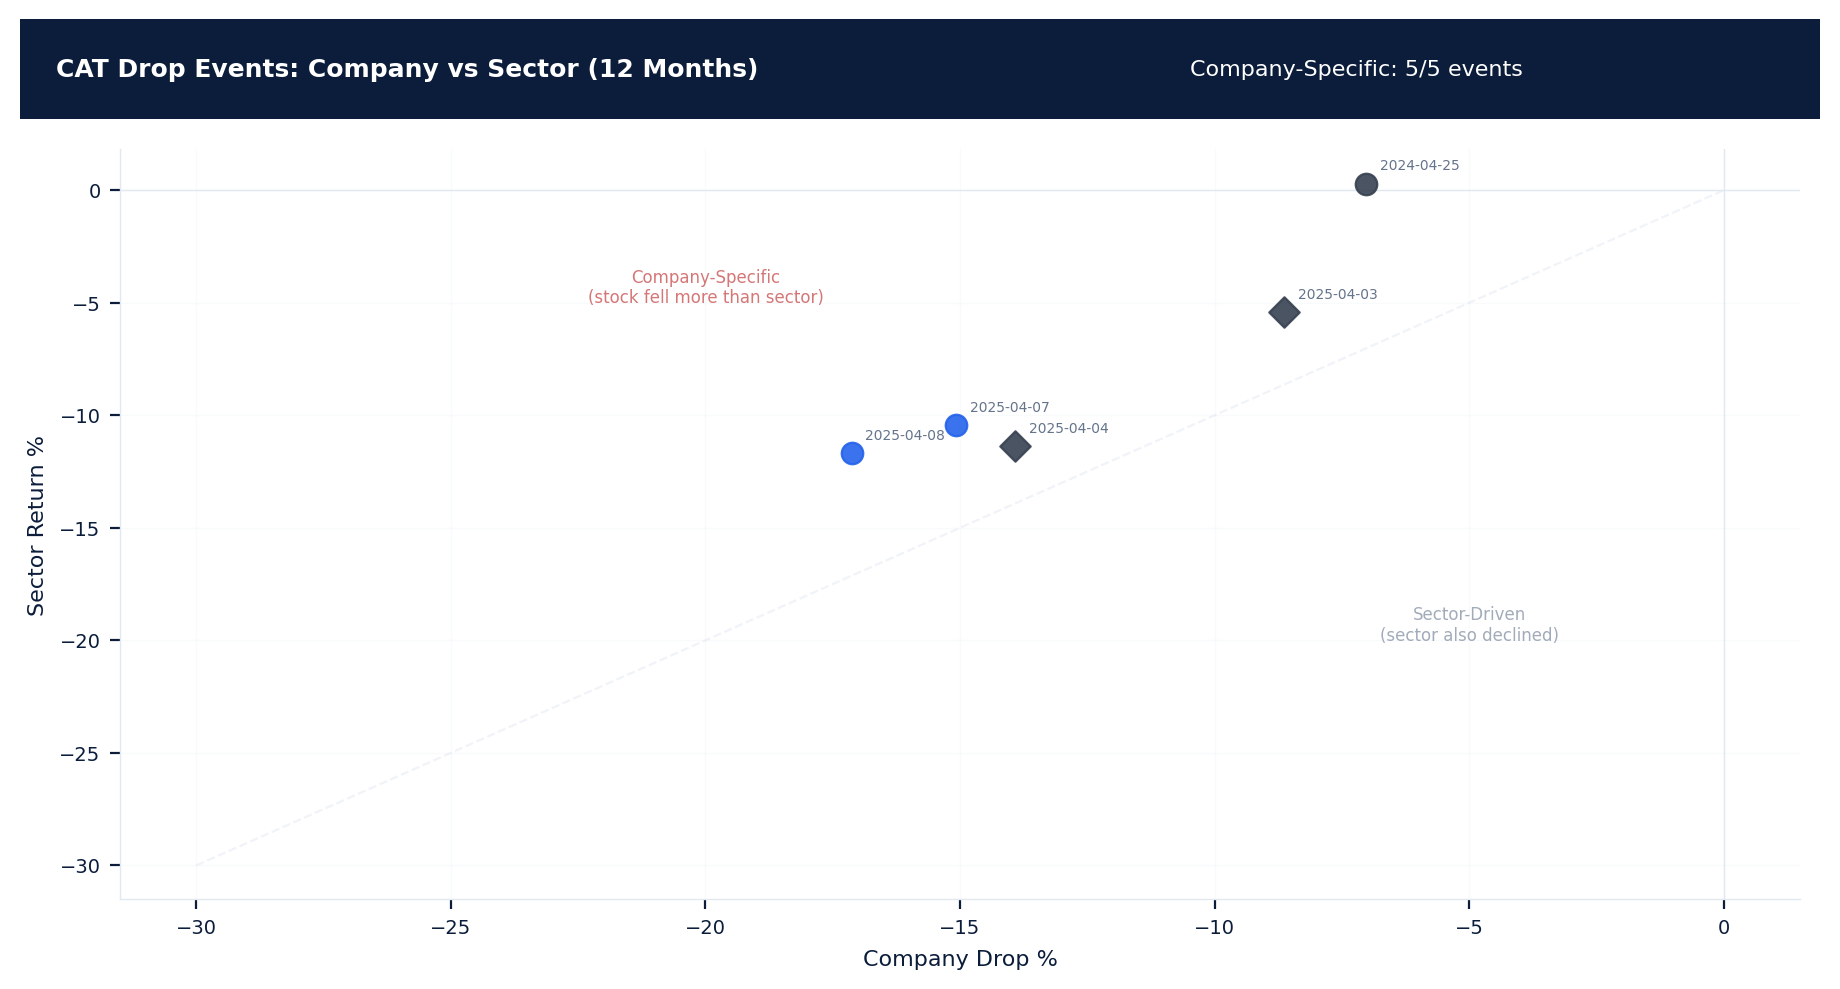 CAT Drop Events: Company vs Sector (12 Months)
Company-Specific: 5/5 events
2024-04-25
2025-04-03
2025-04-07
2025-04-04
2025-04-08
Company-Specific
(stock fell more than sector)
Sector-Driven
(sector also declined)
Sector Return %
0
−5
−10
−15
−20
−25
−30
−30
−25
−20
−15
−10
−5
0
Company Drop %